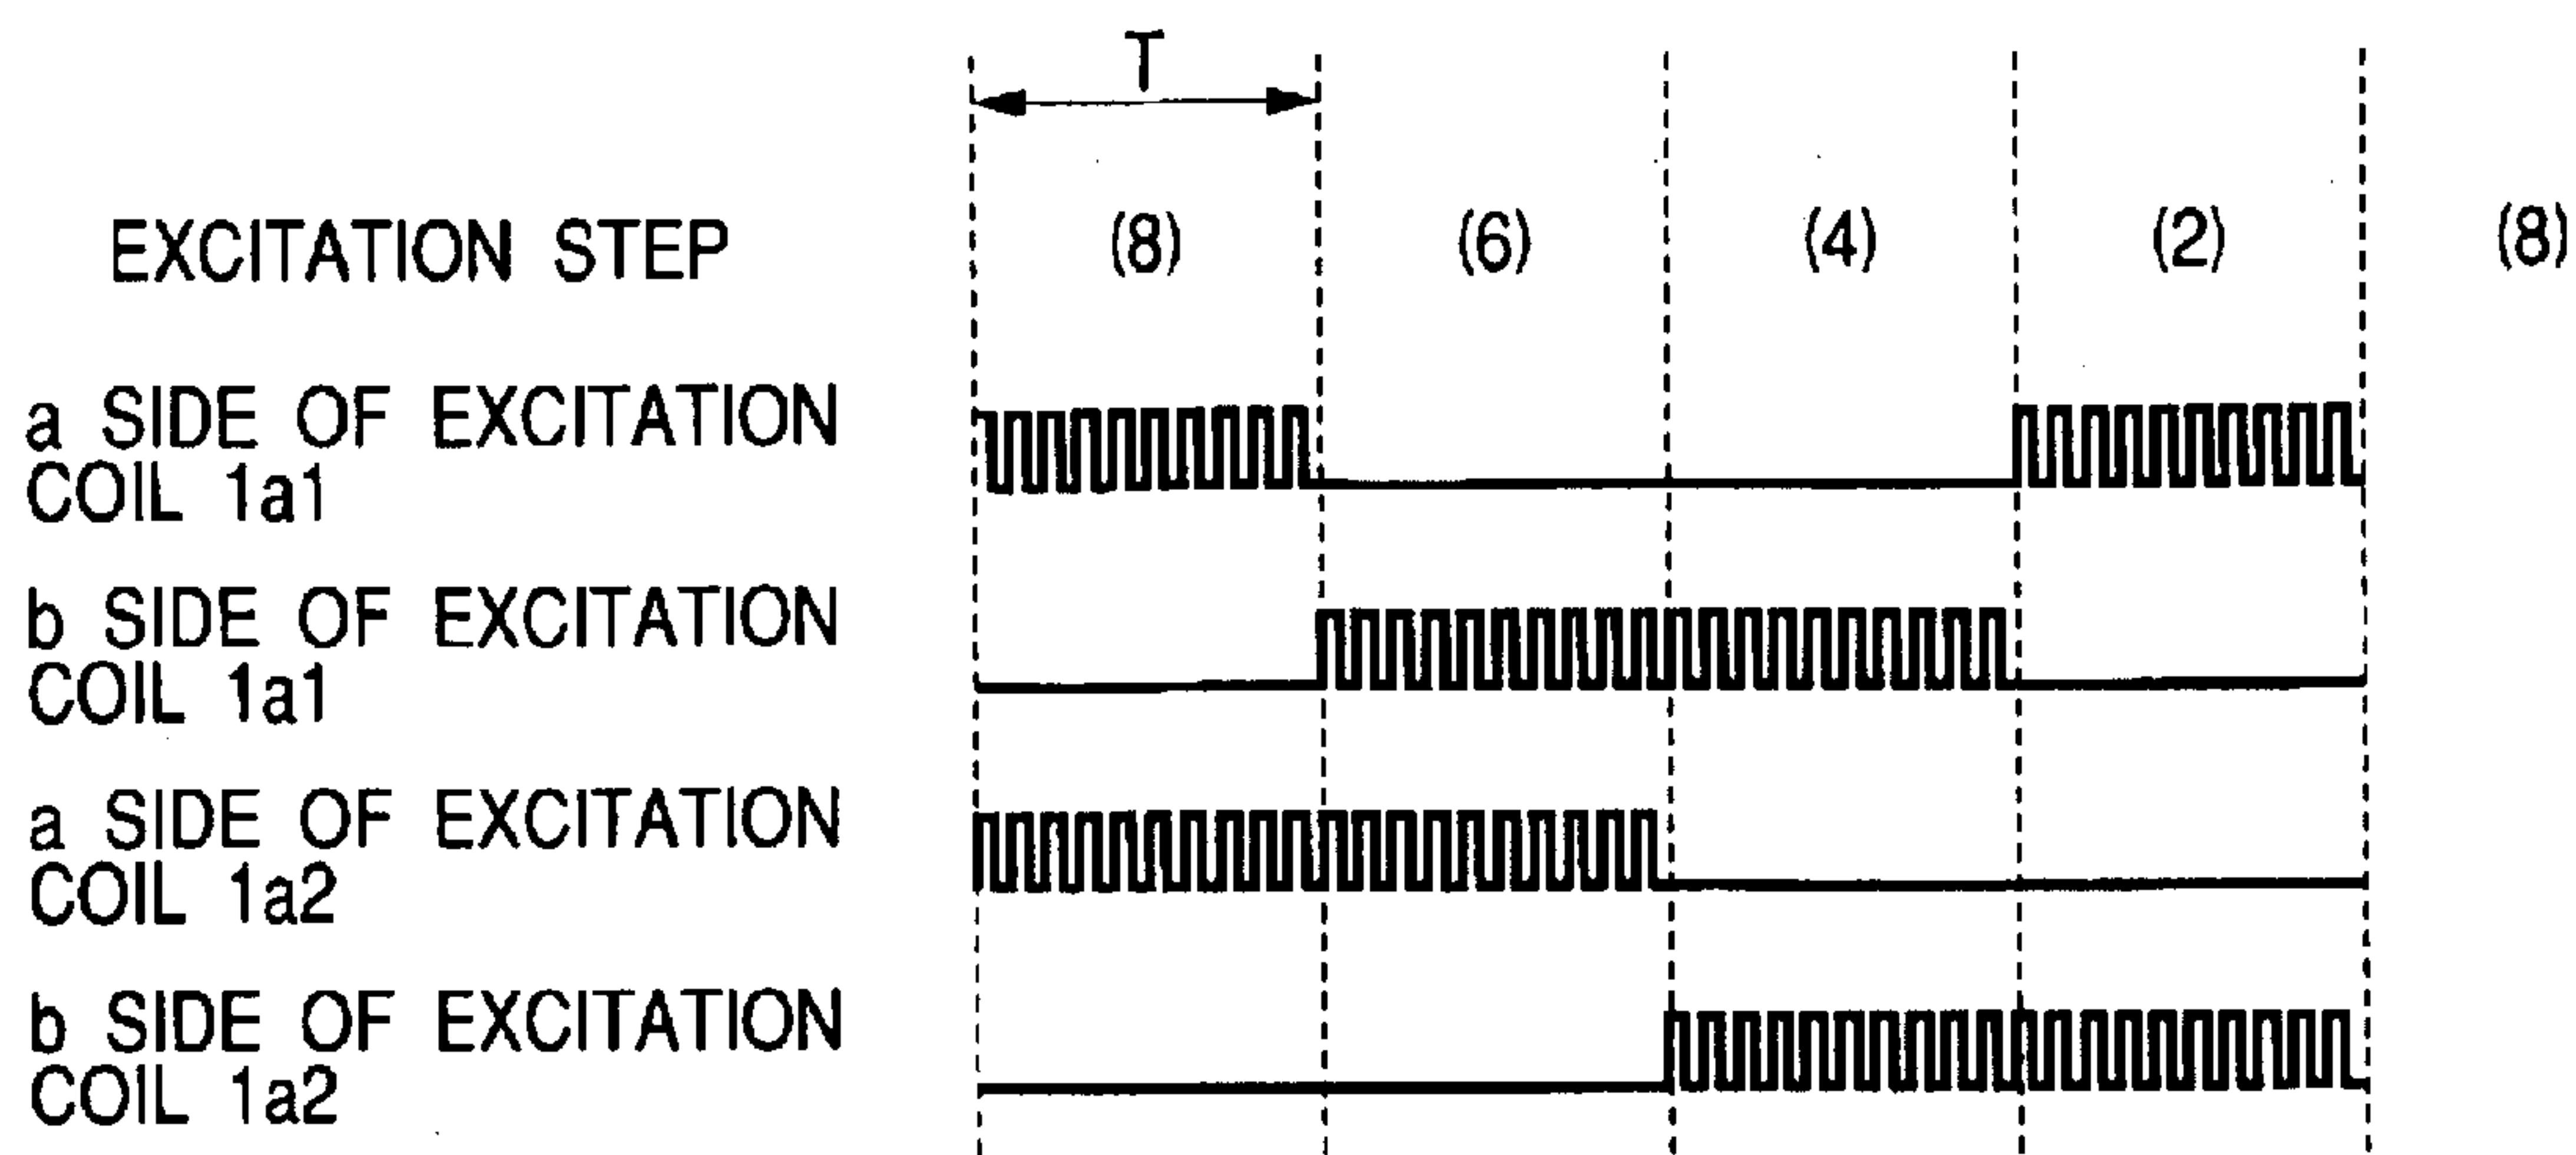 T
EXCITATION STEP (8) (6) (4) (2) (8)
a SIDE OF EXCITATION
COIL 1a1
b SIDE OF EXCITATION
COIL 1a1
a SIDE OF EXCITATION
COIL 1a2
b SIDE OF EXCITATION
COIL 1a2